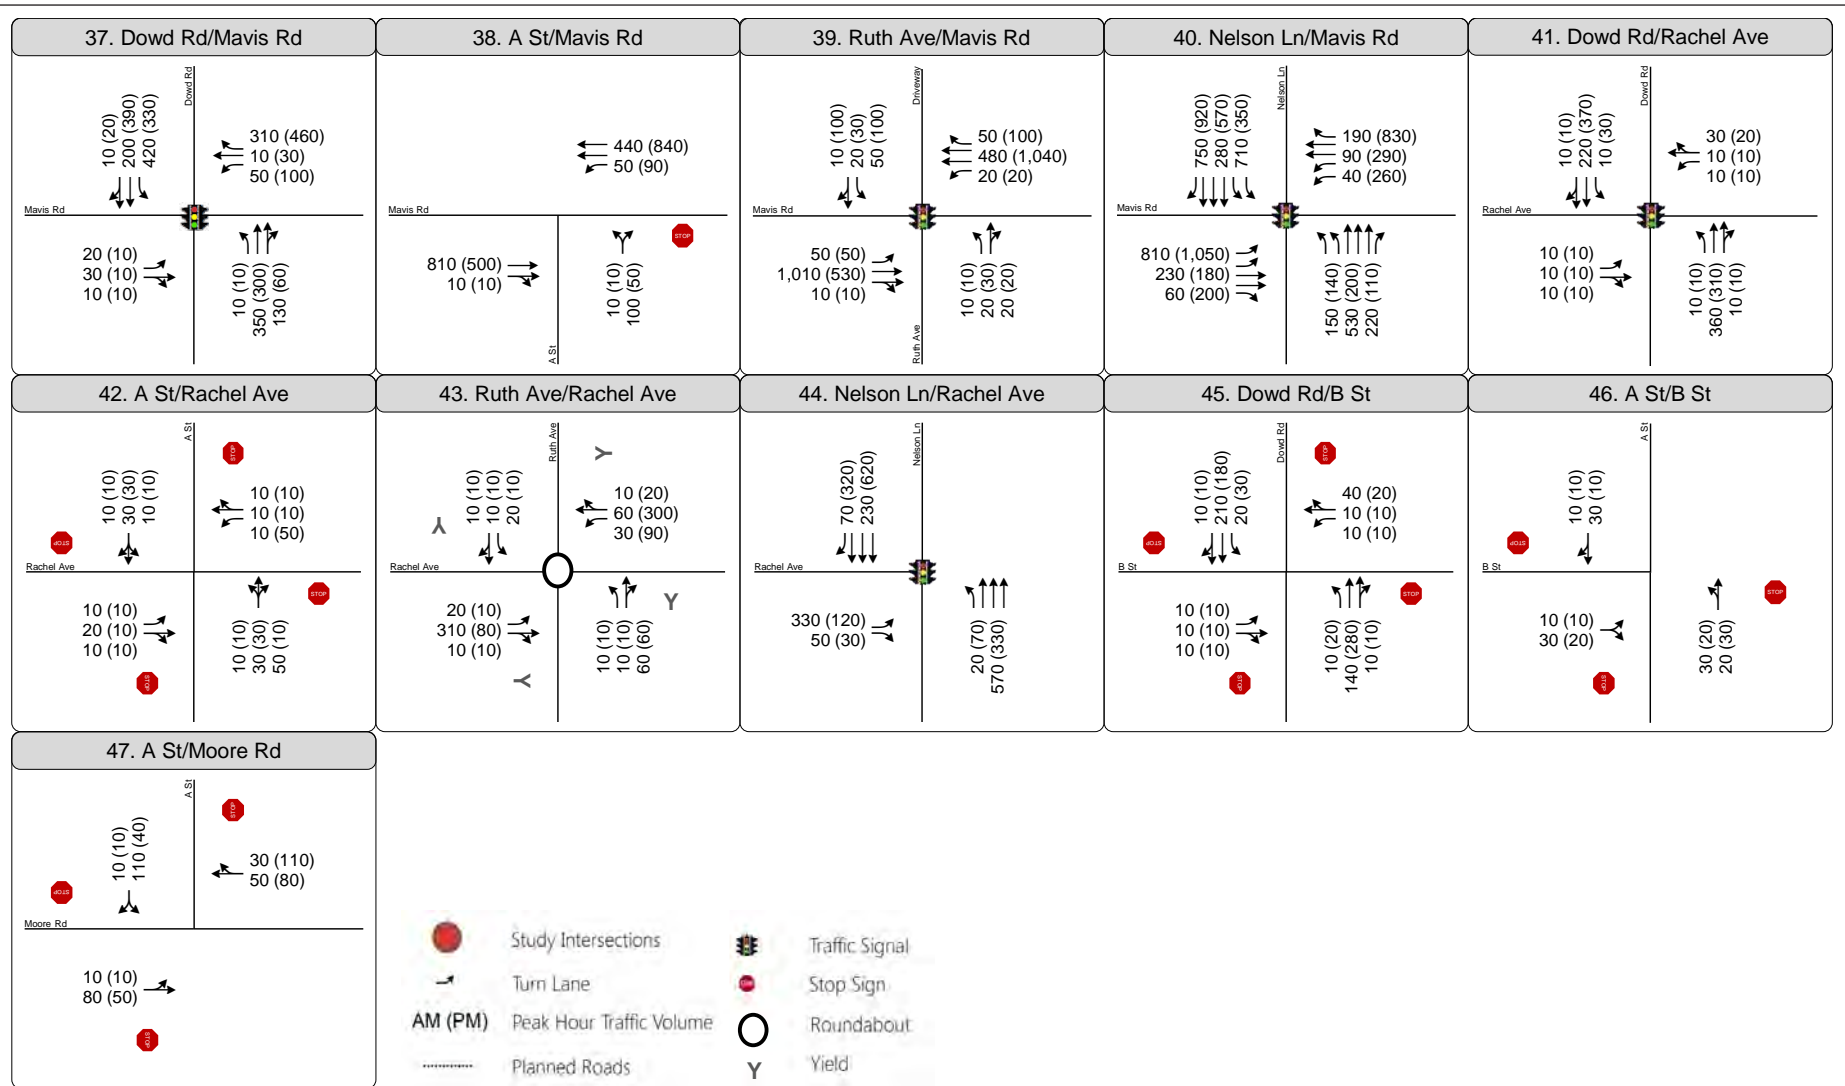 37. Dowd Rd/Mavis Rd
Dowd Rd
10 (20)
200 (390)
420 (330)
310 (460)
10 (30)
50 (100)
Mavis Rd
20 (10)
30 (10)
10 (10)
10 (10)
350 (300)
130 (60)
38. A St/Mavis Rd
440 (840)
50 (90)
Mavis Rd
STOP
810 (500)
10 (10)
10 (10)
100 (50)
A St
39. Ruth Ave/Mavis Rd
Driveway
10 (100)
20 (30)
50 (100)
50 (100)
480 (1,040)
20 (20)
Mavis Rd
50 (50)
1,010 (530)
10 (10)
10 (10)
20 (30)
20 (20)
Ruth Ave
40. Nelson Ln/Mavis Rd
Nelson Ln
750 (920)
280 (570)
710 (350)
190 (830)
90 (290)
40 (260)
Mavis Rd
810 (1,050)
230 (180)
60 (200)
150 (140)
530 (200)
220 (110)
41. Dowd Rd/Rachel Ave
Dowd Rd
10 (10)
220 (370)
10 (30)
30 (20)
10 (10)
10 (10)
Rachel Ave
10 (10)
10 (10)
10 (10)
10 (10)
360 (310)
10 (10)
42. A St/Rachel Ave
A St
STOP
10 (10)
30 (30)
10 (10)
10 (10)
10 (10)
10 (50)
STOP
Rachel Ave
STOP
10 (10)
20 (10)
10 (10)
10 (10)
30 (30)
50 (10)
STOP
43. Ruth Ave/Rachel Ave
Ruth Ave
Y
10 (10)
10 (10)
20 (10)
10 (20)
60 (300)
30 (90)
Y
Rachel Ave
Y
20 (10)
310 (80)
10 (10)
10 (10)
10 (10)
60 (60)
Y
44. Nelson Ln/Rachel Ave
Nelson Ln
70 (320)
230 (620)
Rachel Ave
330 (120)
50 (30)
20 (70)
570 (330)
45. Dowd Rd/B St
Dowd Rd
STOP
10 (10)
210 (180)
20 (30)
40 (20)
10 (10)
10 (10)
STOP
B St
STOP
10 (10)
10 (10)
10 (10)
10 (20)
140 (280)
10 (10)
STOP
46. A St/B St
A St
10 (10)
30 (10)
STOP
B St
STOP
10 (10)
30 (20)
30 (20)
20 (30)
STOP
47. A St/Moore Rd
A St
STOP
10 (10)
110 (40)
30 (110)
50 (80)
STOP
Moore Rd
10 (10)
80 (50)
STOP
Study Intersections
Turn Lane
AM (PM) Peak Hour Traffic Volume
Planned Roads
Traffic Signal
Stop Sign
Roundabout
Y Yield